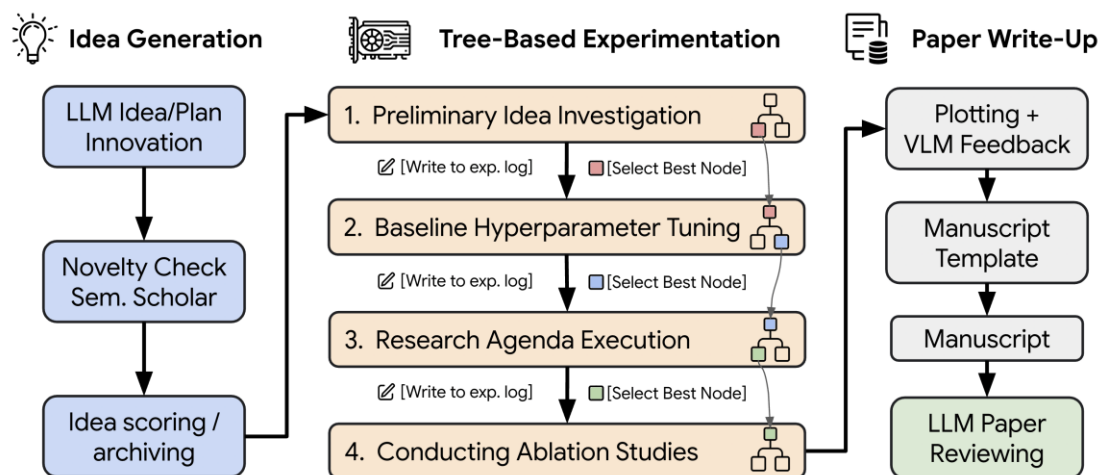 Idea Generation
LLM Idea/Plan
Innovation
Novelty Check
Sem. Scholar
Idea scoring /
archiving
Tree-Based Experimentation
1. Preliminary Idea Investigation
[Write to exp. log] [Select Best Node]
2. Baseline Hyperparameter Tuning
[Write to exp. log] [Select Best Node]
3. Research Agenda Execution
[Write to exp. log] [Select Best Node]
4. Conducting Ablation Studies
Paper Write-Up
Plotting +
VLM Feedback
Manuscript
Template
Manuscript
LLM Paper
Reviewing